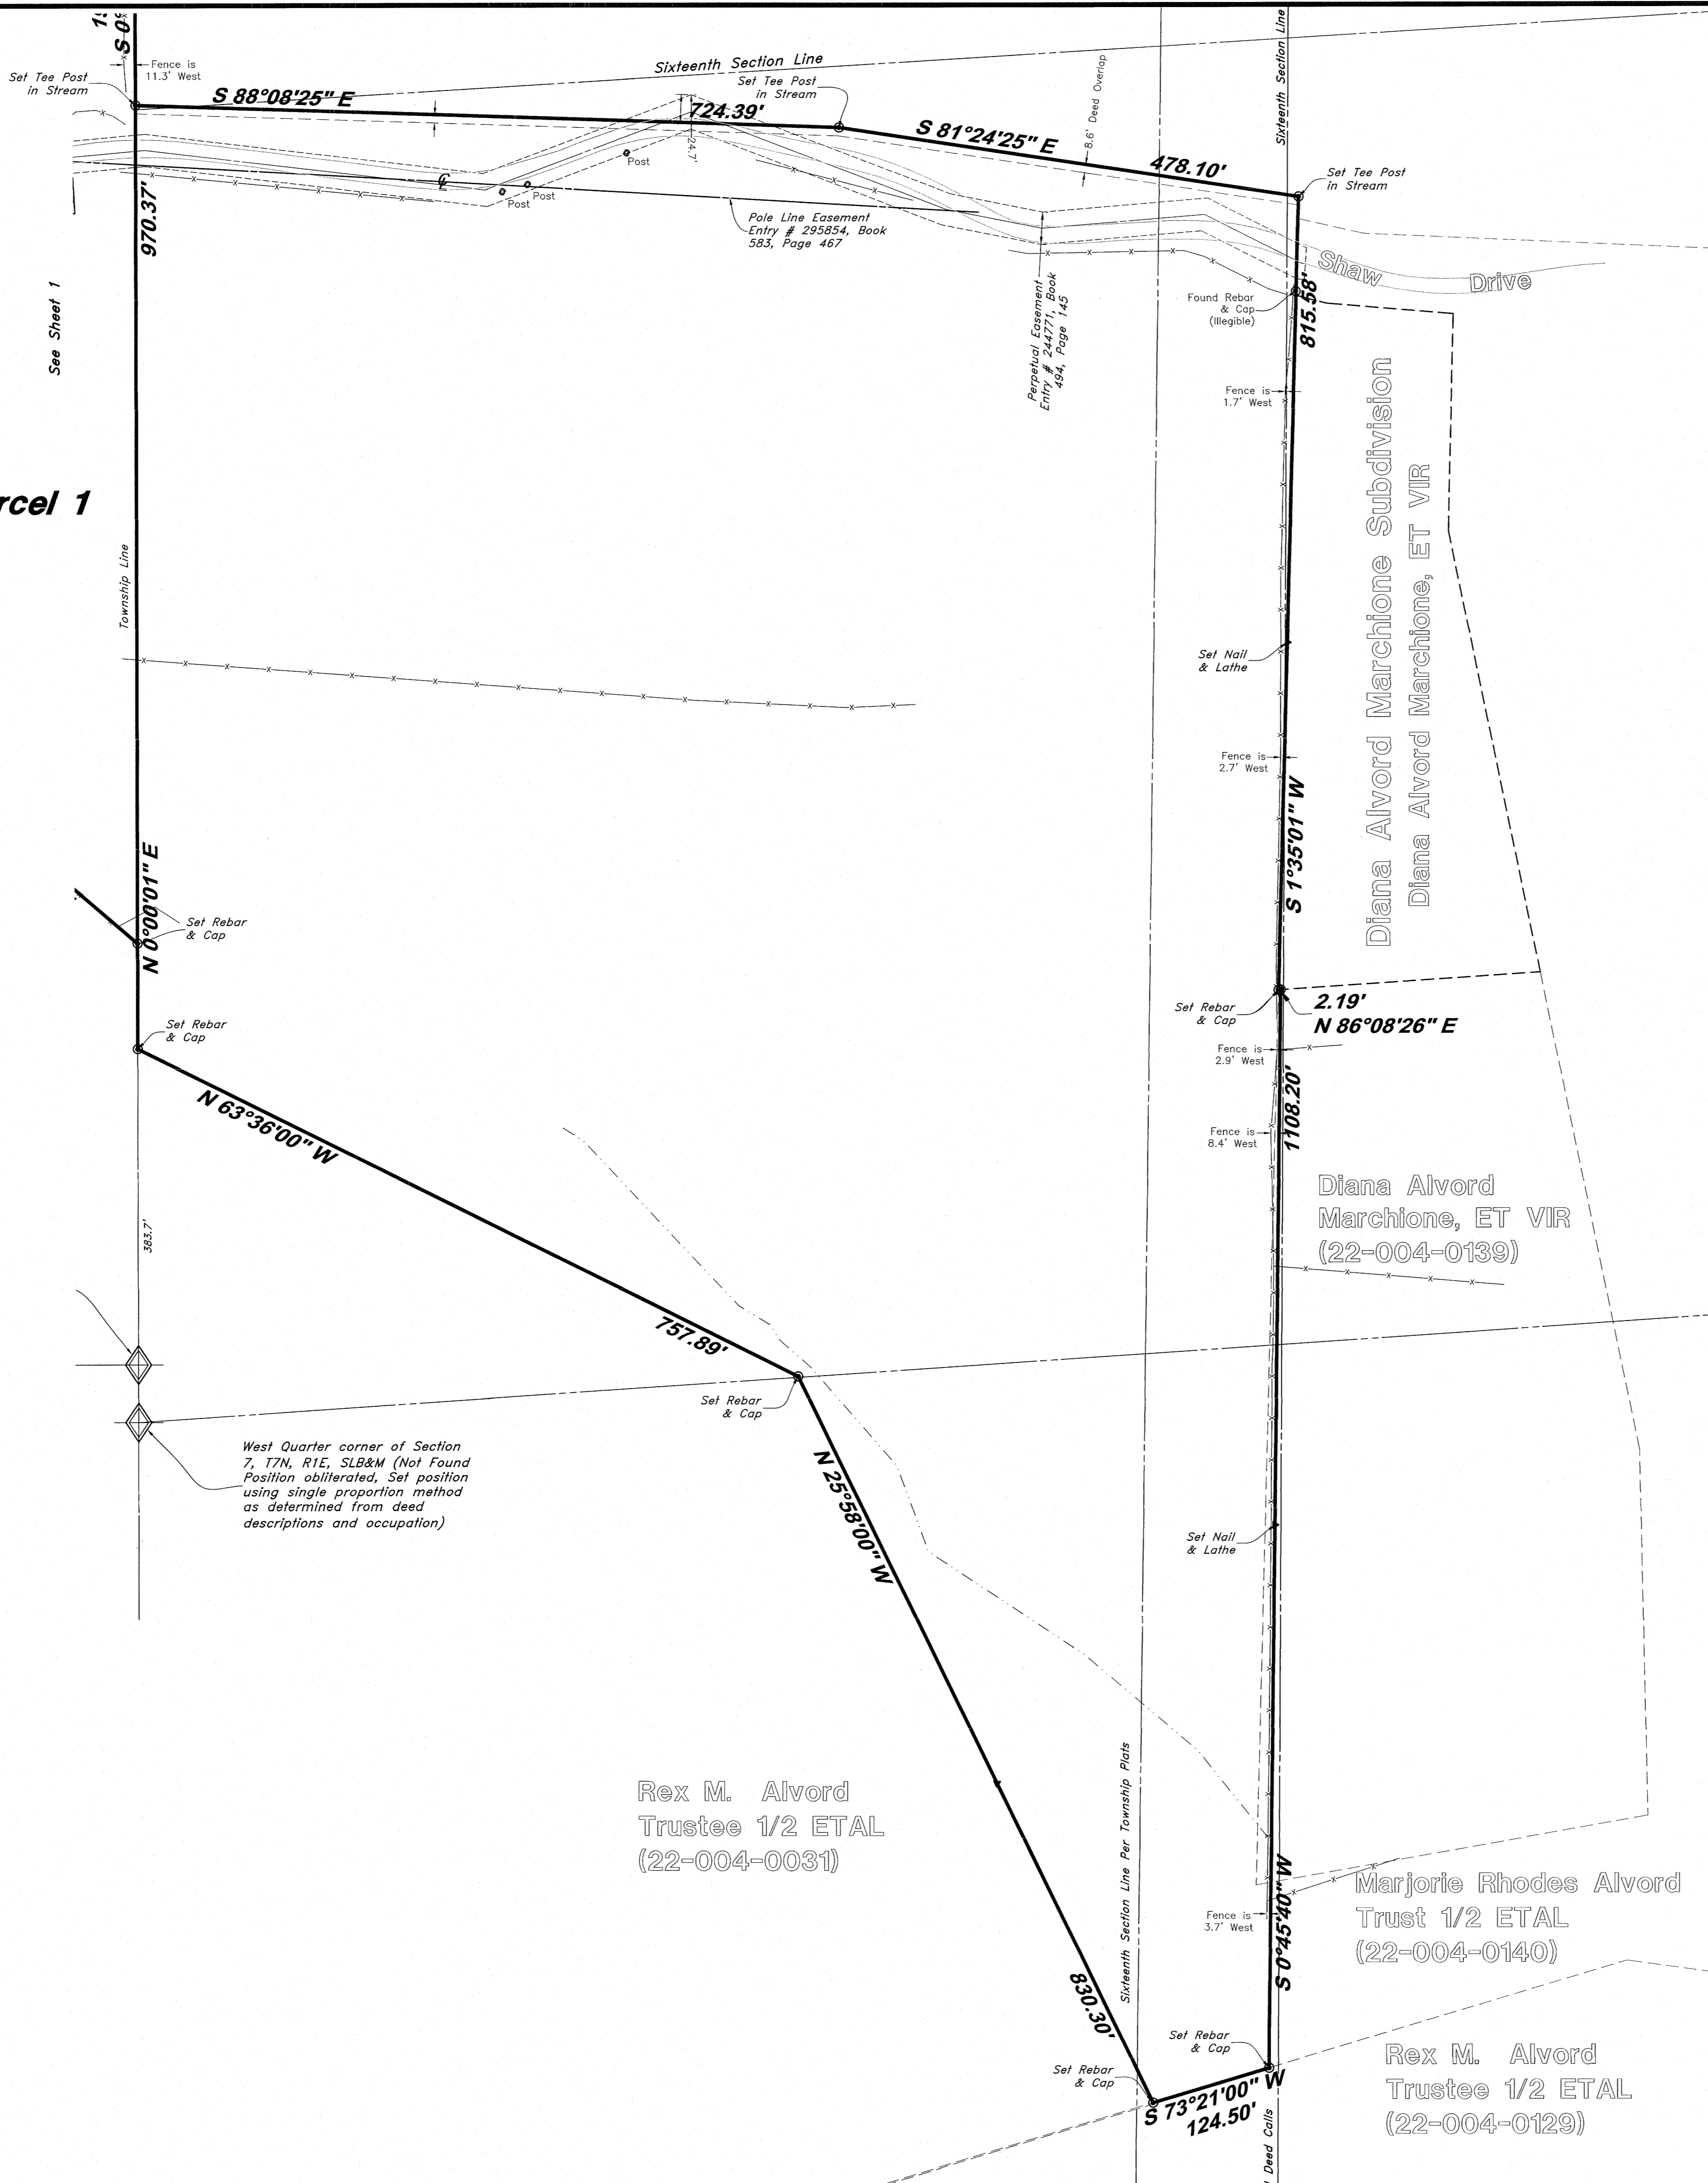 Fence is
11.3' West
Set Tee Post
in Stream
S 88°08'25" E
Sixteenth Section Line
Set Tee Post
in Stream
724.39'
24.7'
S 81°24'25" E
8.6' Deed Overlap
478.10'
Sixteenth Section Line
Set Tee Post
in Stream
Post
Post
Post
Pole Line Easement
Entry # 295854, Book
583, Page 467
Perpetual Easement
Entry # 244771, Book
494, Page 145
Shaw Drive
Found Rebar
& Cap
(Illegible)
815.58'
970.37'
See Sheet 1
Fence is
1.7' West
rcel 1
Township Line
Diana Alvord Marchione Subdivision
Diana Alvord Marchione, ET VIR
Set Nail
& Lathe
Fence is
2.7' West
S 1°35'01" W
N 0°00'01" E
Set Rebar
& Cap
Set Rebar
& Cap
Set Rebar
& Cap
2.19'
N 86°08'26" E
Fence is
2.9' West
1108.20'
Fence is
8.4' West
N 63°36'00" W
383.7'
Diana Alvord
Marchione, ET VIR
(22-004-0139)
757.89'
Set Rebar
& Cap
West Quarter corner of Section
7, T7N, R1E, SLB&M (Not Found
Position obliterated, Set position
using single proportion method
as determined from deed
descriptions and occupation)
N 25°58'00" W
Set Nail
& Lathe
Rex M. Alvord
Trustee 1/2 ETAL
(22-004-0031)
Sixteenth Section Line Per Township Plats
Marjorie Rhodes Alvord
Trust 1/2 ETAL
(22-004-0140)
Fence is
3.7' West
S 0°45'40" W
830.30'
Set Rebar
& Cap
Set Rebar
& Cap
S 73°21'00" W
124.50'
Rex M. Alvord
Trustee 1/2 ETAL
(22-004-0129)
Deed Calls